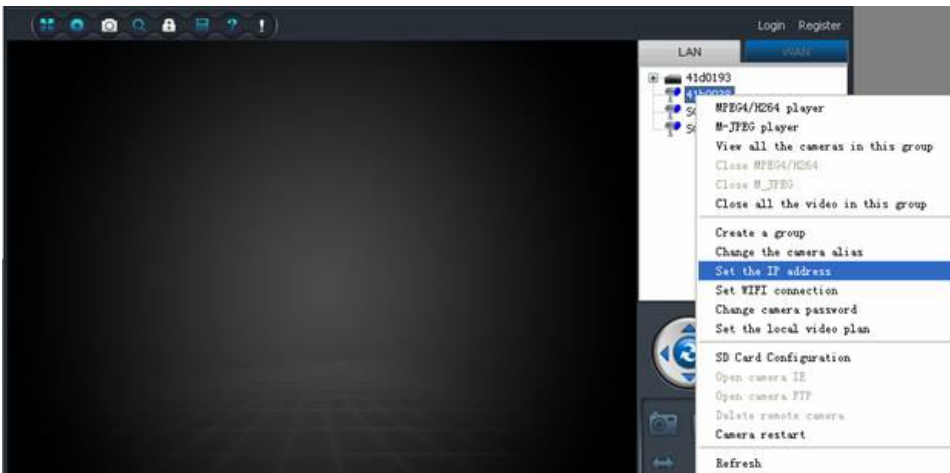 Login Register
LAN WAN
41d0193
41b0038
MPEG4/H264 player
M-JPEG player
View all the cameras in this group
Close MPEG4/H264
Close M_JPEG
Close all the video in this group
Create a group
Change the camera alias
Set the IP address
Set WIFI connection
Change camera password
Set the local video plan
SD Card Configuration
Open camera IE
Open camera FTP
Delete remote camera
Camera restart
Refresh